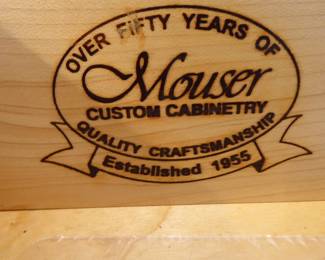 OVER FIFTY YEARS OF
Mouser
CUSTOM CABINETRY
QUALITY CRAFTSMANSHIP
Established 1955